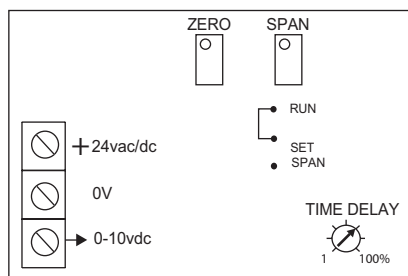 ZERO SPAN
RUN
SET
SPAN
+ 24vac/dc
0V
0-10vdc
TIME DELAY
1 100%